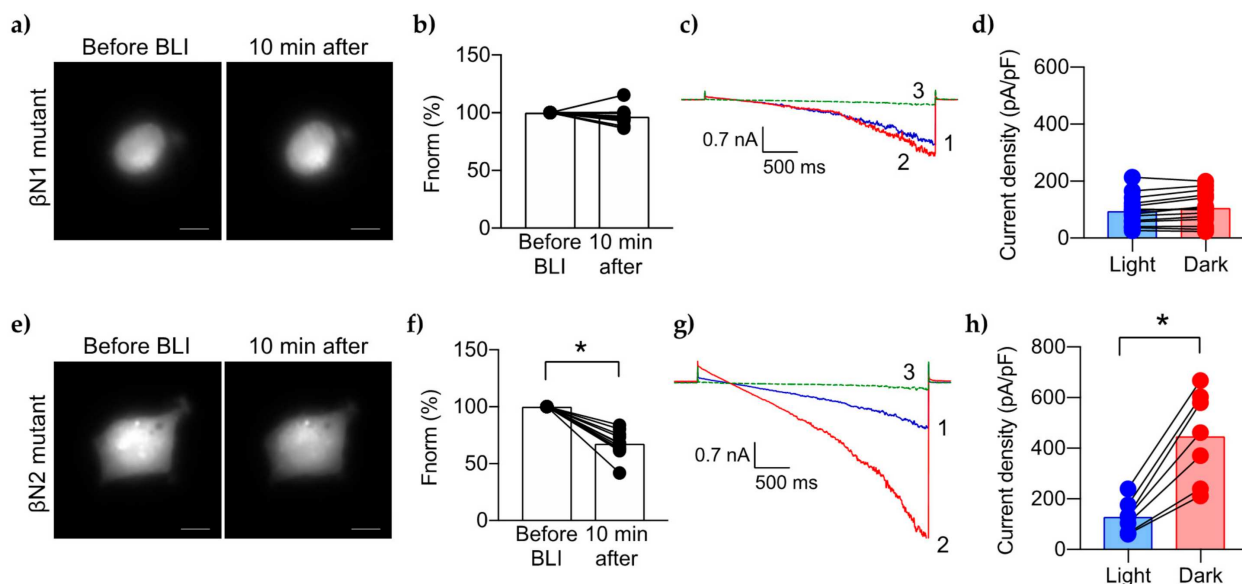 a)
Before BLI
10 min after
βN1 mutant
b)
150
100
50
0
Fnorm (%)
Before
BLI
10 min
after
c)
3
1
2
0.7 nA
500 ms
d)
600
400
200
0
Current density (pA/pF)
Light
Dark
e)
Before BLI
10 min after
βN2 mutant
f)
*
150
100
50
0
Fnorm (%)
Before
BLI
10 min
after
g)
3
1
2
0.7 nA
500 ms
h)
*
800
600
400
200
0
Current density (pA/pF)
Light
Dark